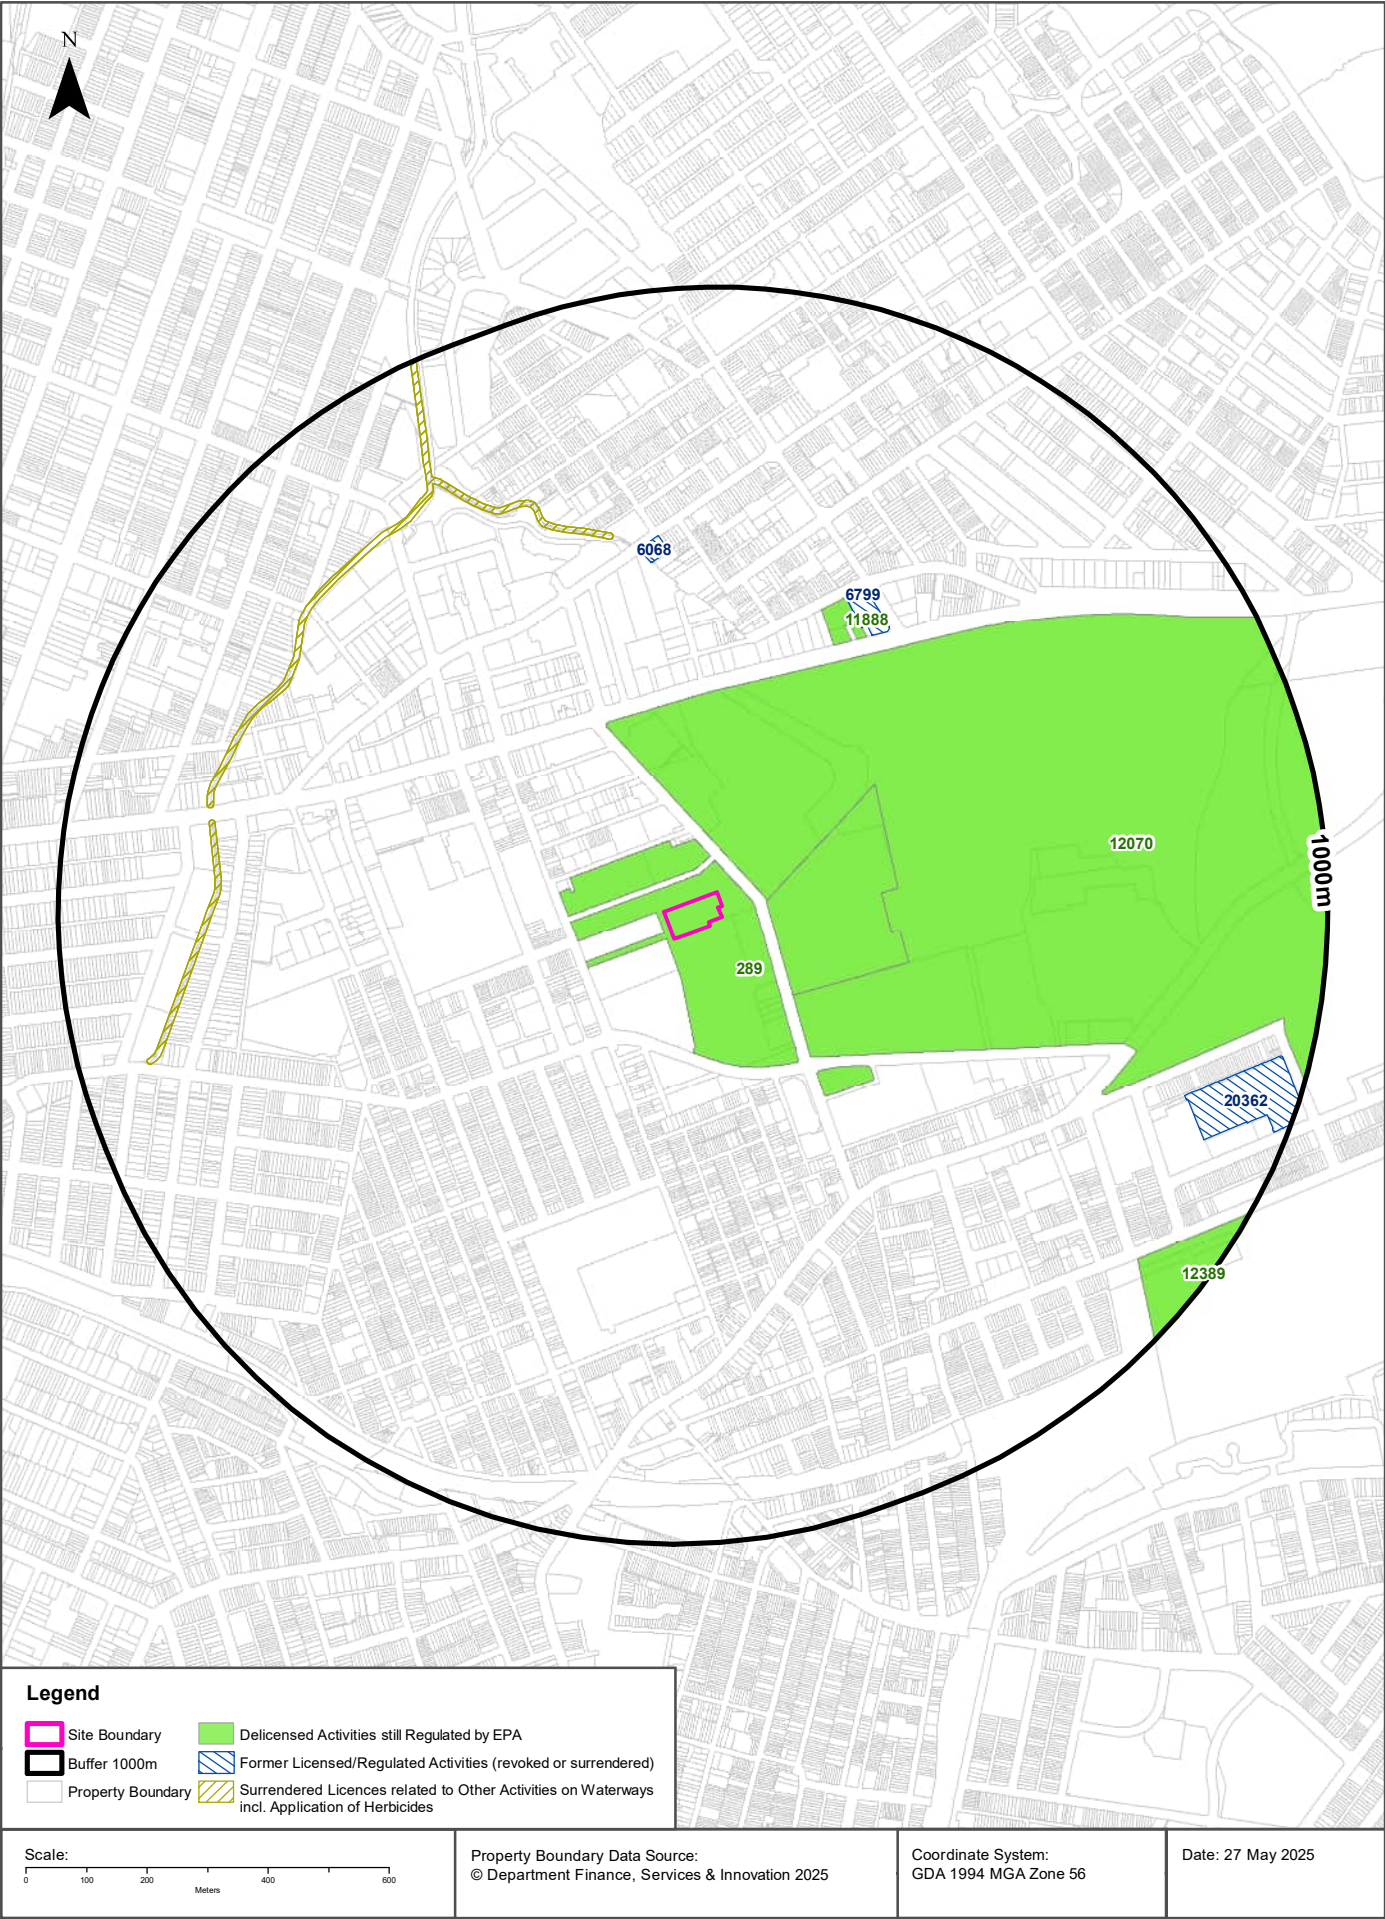 N
6068
6799
11888
12070
1000m
289
20362
12389
Legend
Site Boundary
Delicensed Activities still Regulated by EPA
Buffer 1000m
Former Licensed/Regulated Activities (revoked or surrendered)
Property Boundary
Surrendered Licences related to Other Activities on Waterways
incl. Application of Herbicides
Scale:
0 100 200 400 600
Meters
Property Boundary Data Source:
© Department Finance, Services & Innovation 2025
Coordinate System:
GDA 1994 MGA Zone 56
Date: 27 May 2025